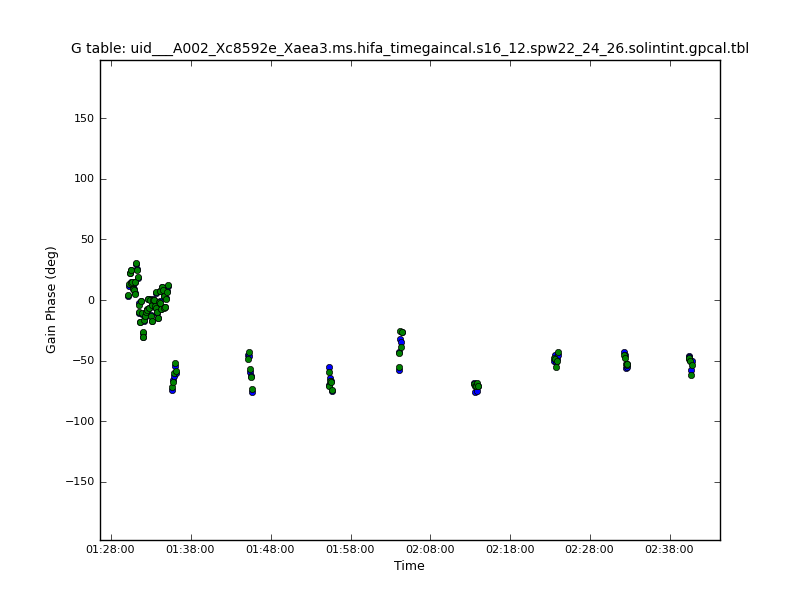 G table: uid___A002_Xc8592e_Xaea3.ms.hifa_timegaincal.s16_12.spw22_24_26.solintint.gpcal.tbl
Gain Phase (deg)
150
100
50
0
−50
−100
−150
01:28:00 01:38:00 01:48:00 01:58:00 02:08:00 02:18:00 02:28:00 02:38:00
Time